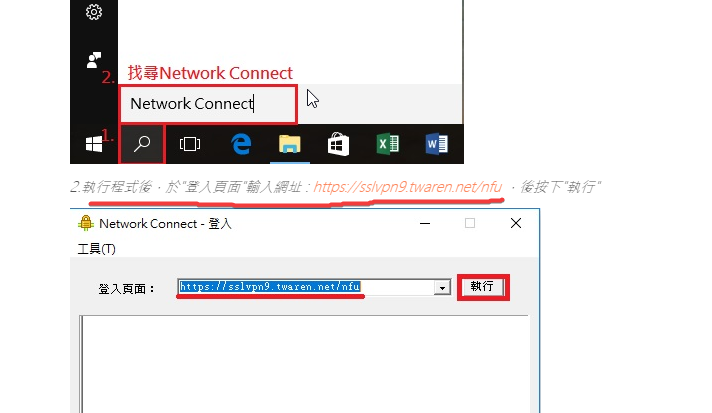 2. 找尋Network Connect
Network Connect
1.
2.執行程式後，於"登入頁面"輸入網址：https://sslvpn9.twaren.net/nfu ，後按下"執行"
Network Connect - 登入
工具(T)
登入頁面： https://sslvpn9.twaren.net/nfu 執行